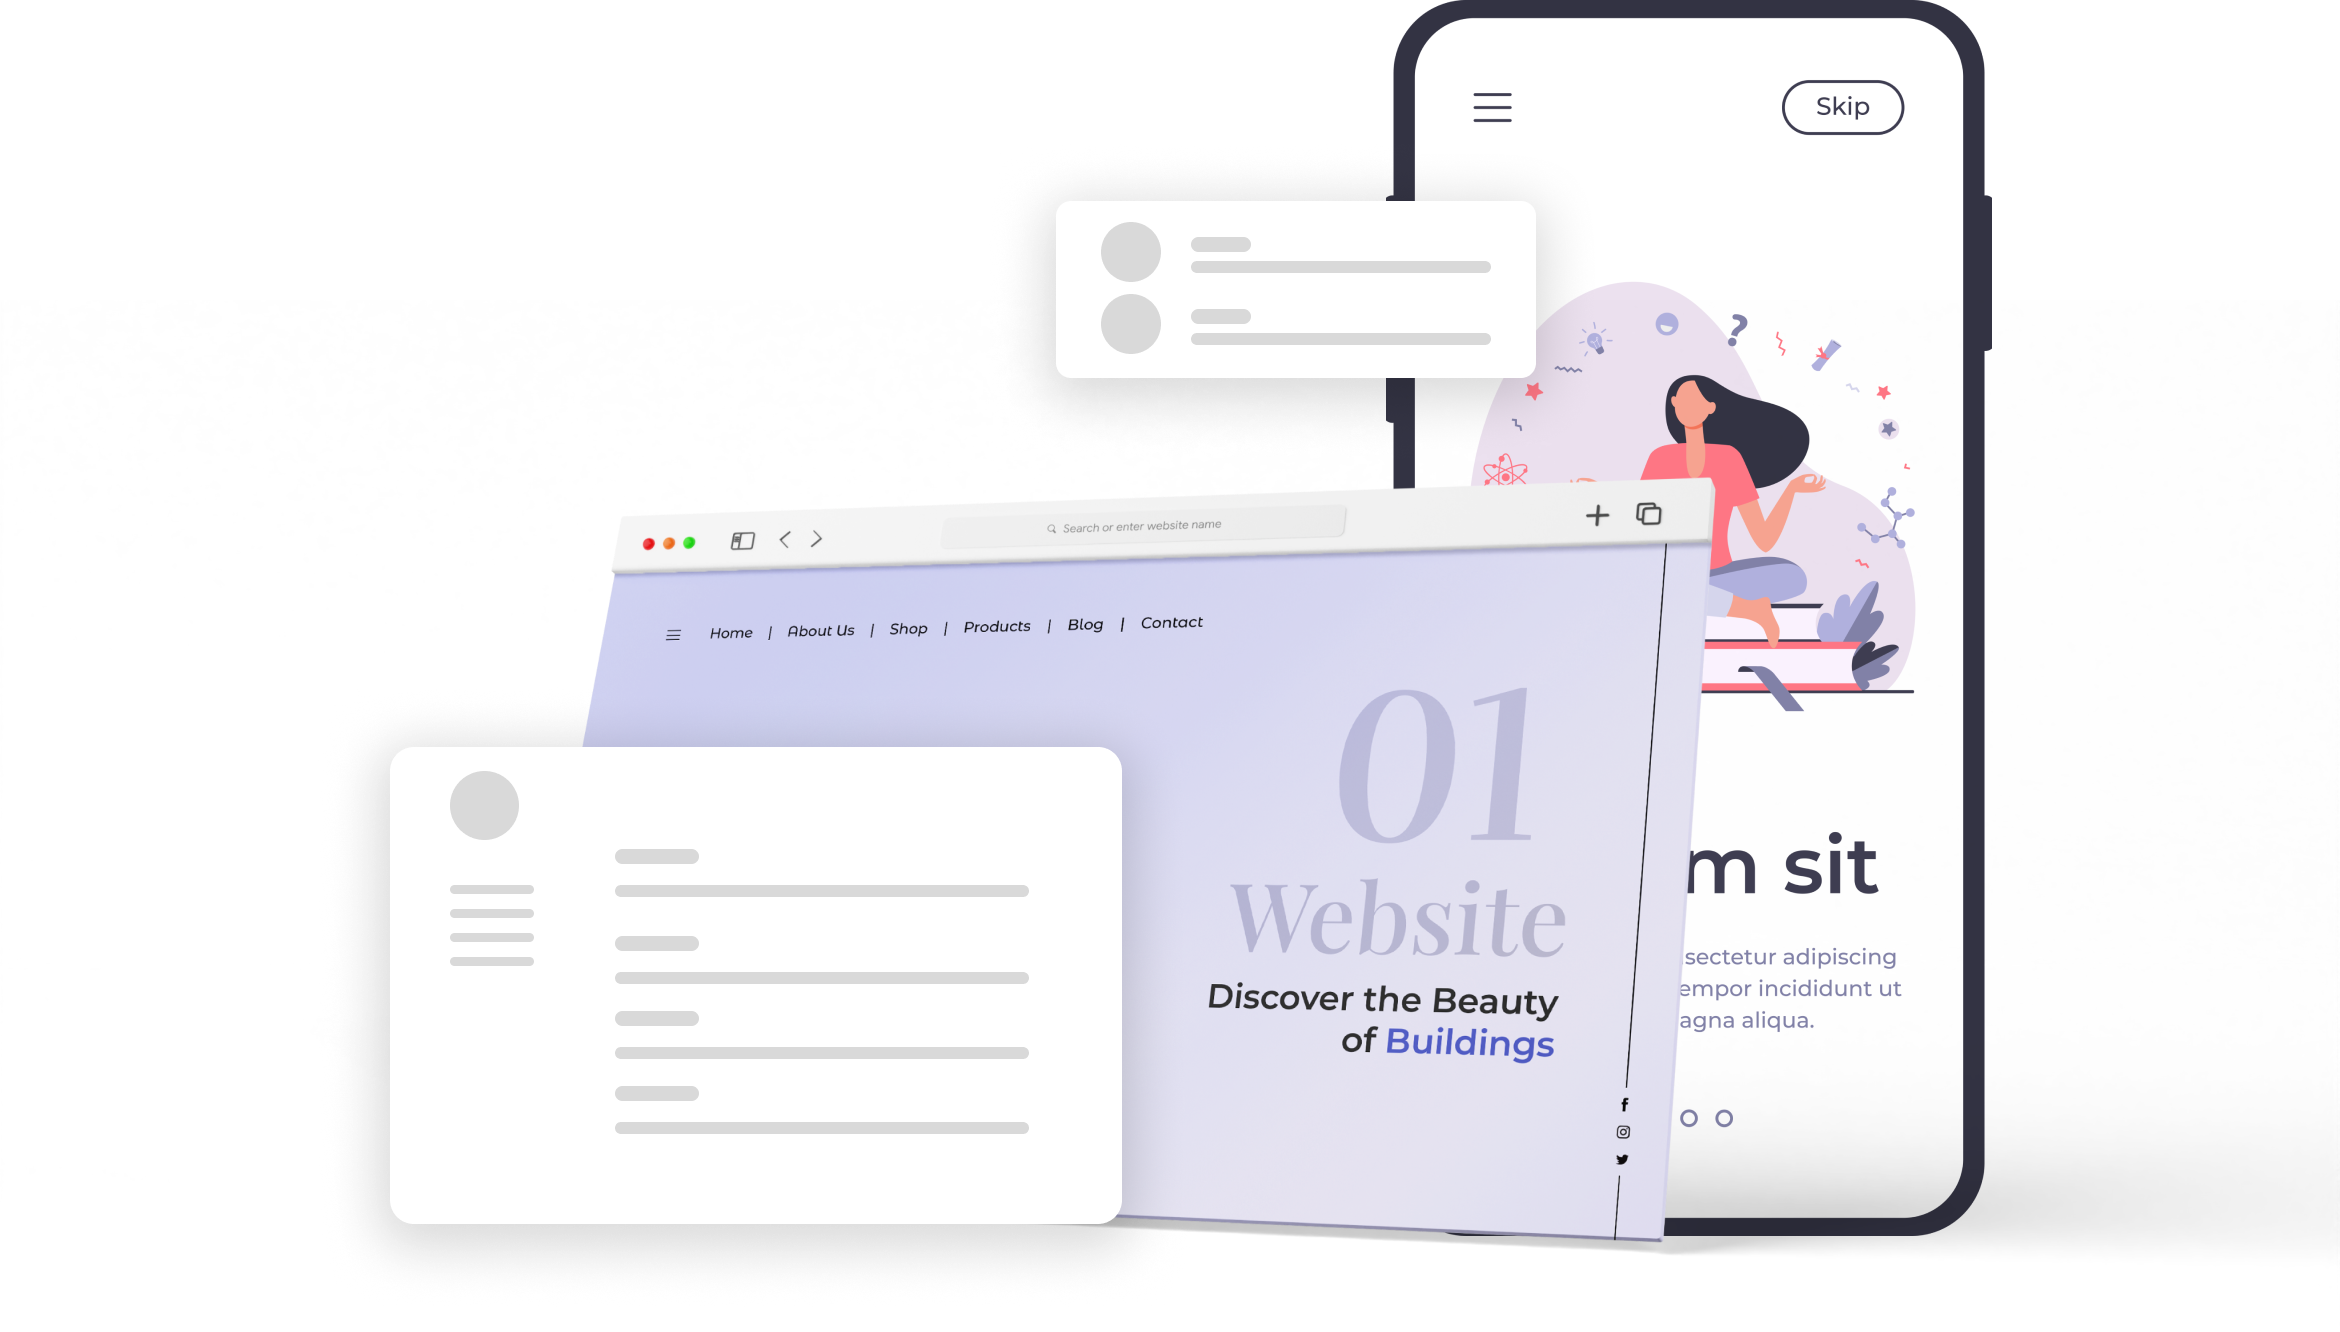 Skip
Search or enter website name
Home | About Us | Shop | Products | Blog | Contact
01
Website
Discover the Beauty
of Buildings
m sit
sectetur adipiscing
empor incididunt ut
agna aliqua.